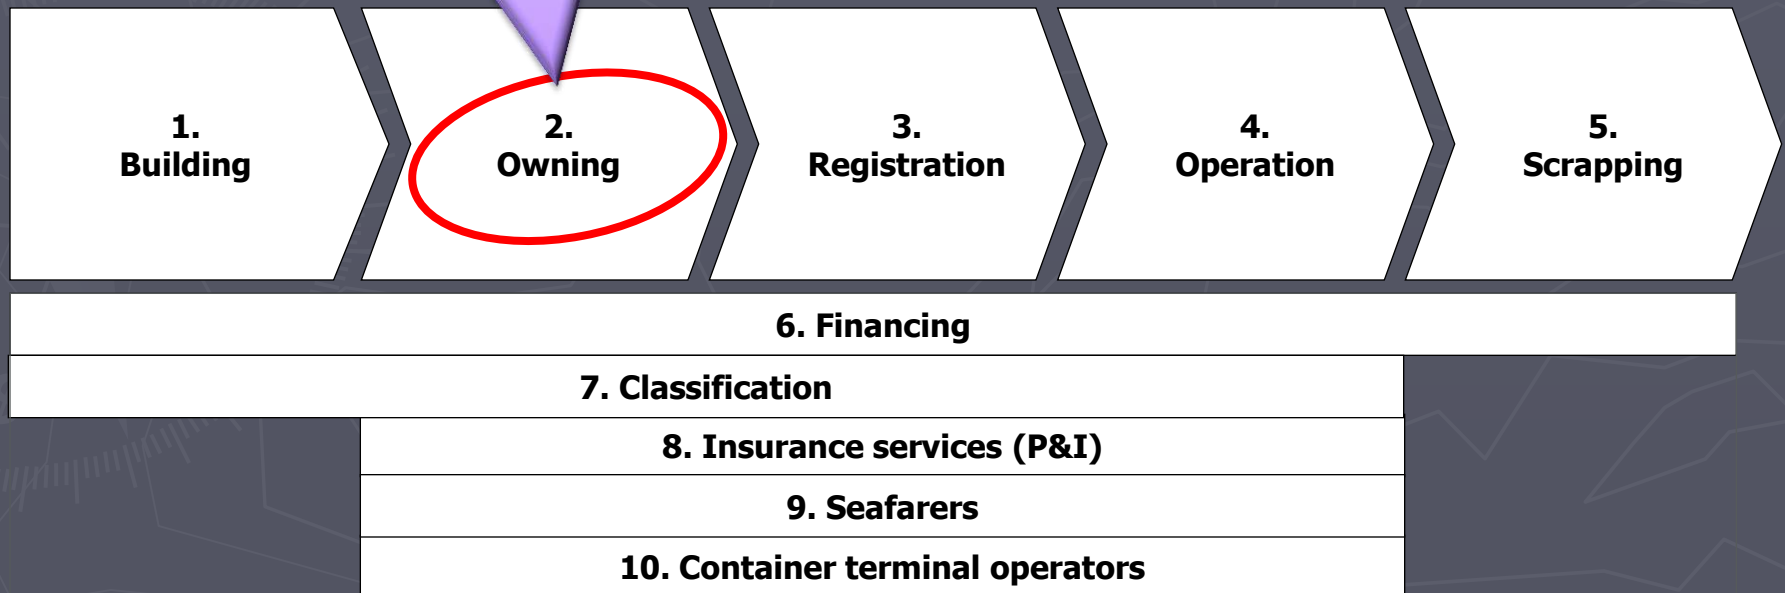 1.
Building
2.
Owning
3.
Registration
4.
Operation
5.
Scrapping
6. Financing
7. Classification
8. Insurance services (P&I)
9. Seafarers
10. Container terminal operators